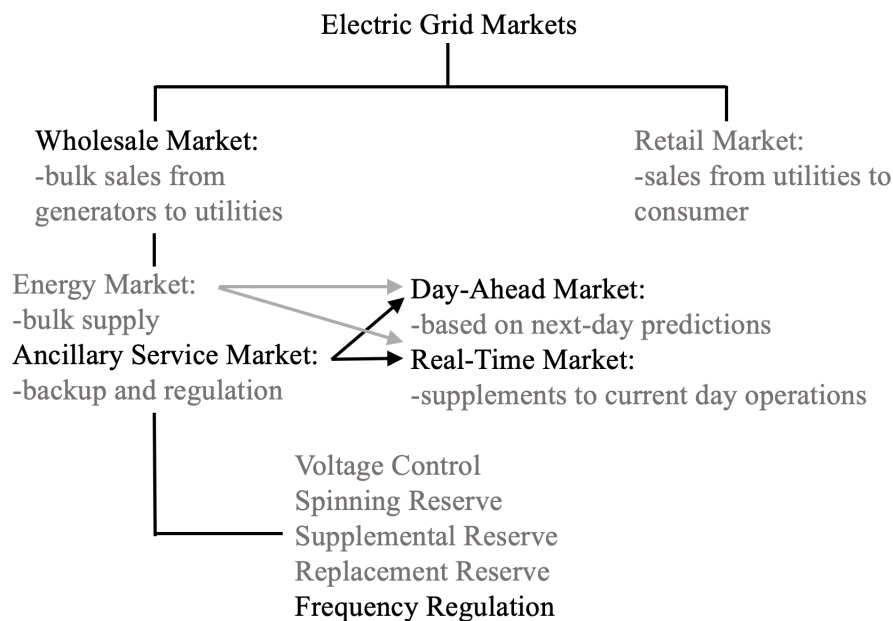 Electric Grid Markets
Wholesale Market:
-bulk sales from
generators to utilities
Retail Market:
-sales from utilities to
consumer
Energy Market:
-bulk supply
Ancillary Service Market:
-backup and regulation
Day-Ahead Market:
-based on next-day predictions
Real-Time Market:
-supplements to current day operations
Voltage Control
Spinning Reserve
Supplemental Reserve
Replacement Reserve
Frequency Regulation